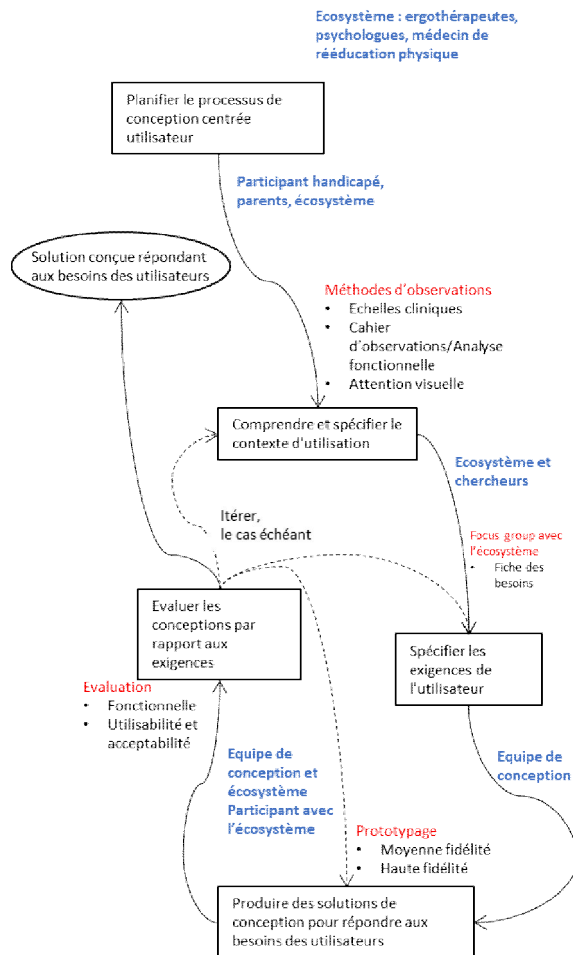 Ecosystème : ergothérapeutes,
psychologues, médecin de
rééducation physique
Planifier le processus de
conception centrée
utilisateur
Participant handicapé,
parents, écosystème
Solution conçue répondant
aux besoins des utilisateurs
Méthodes d'observations
• Echelles cliniques
• Cahier
d'observations/Analyse
fonctionnelle
• Attention visuelle
Comprendre et spécifier le
contexte d'utilisation
Ecosystème et
chercheurs
Itérer,
le cas échéant
Focus group avec
l'écosystème
• Fiche des
besoins
Evaluer les
conceptions par
rapport aux
exigences
Spécifier les
exigences de
l'utilisateur
Evaluation
• Fonctionnelle
• Utilisabilité et
acceptabilité
Equipe de
conception et
écosystème
Participant avec
l'écosystème
Equipe de
conception
Prototypage
• Moyenne fidélité
• Haute fidélité
Produire des solutions de
conception pour répondre aux
besoins des utilisateurs